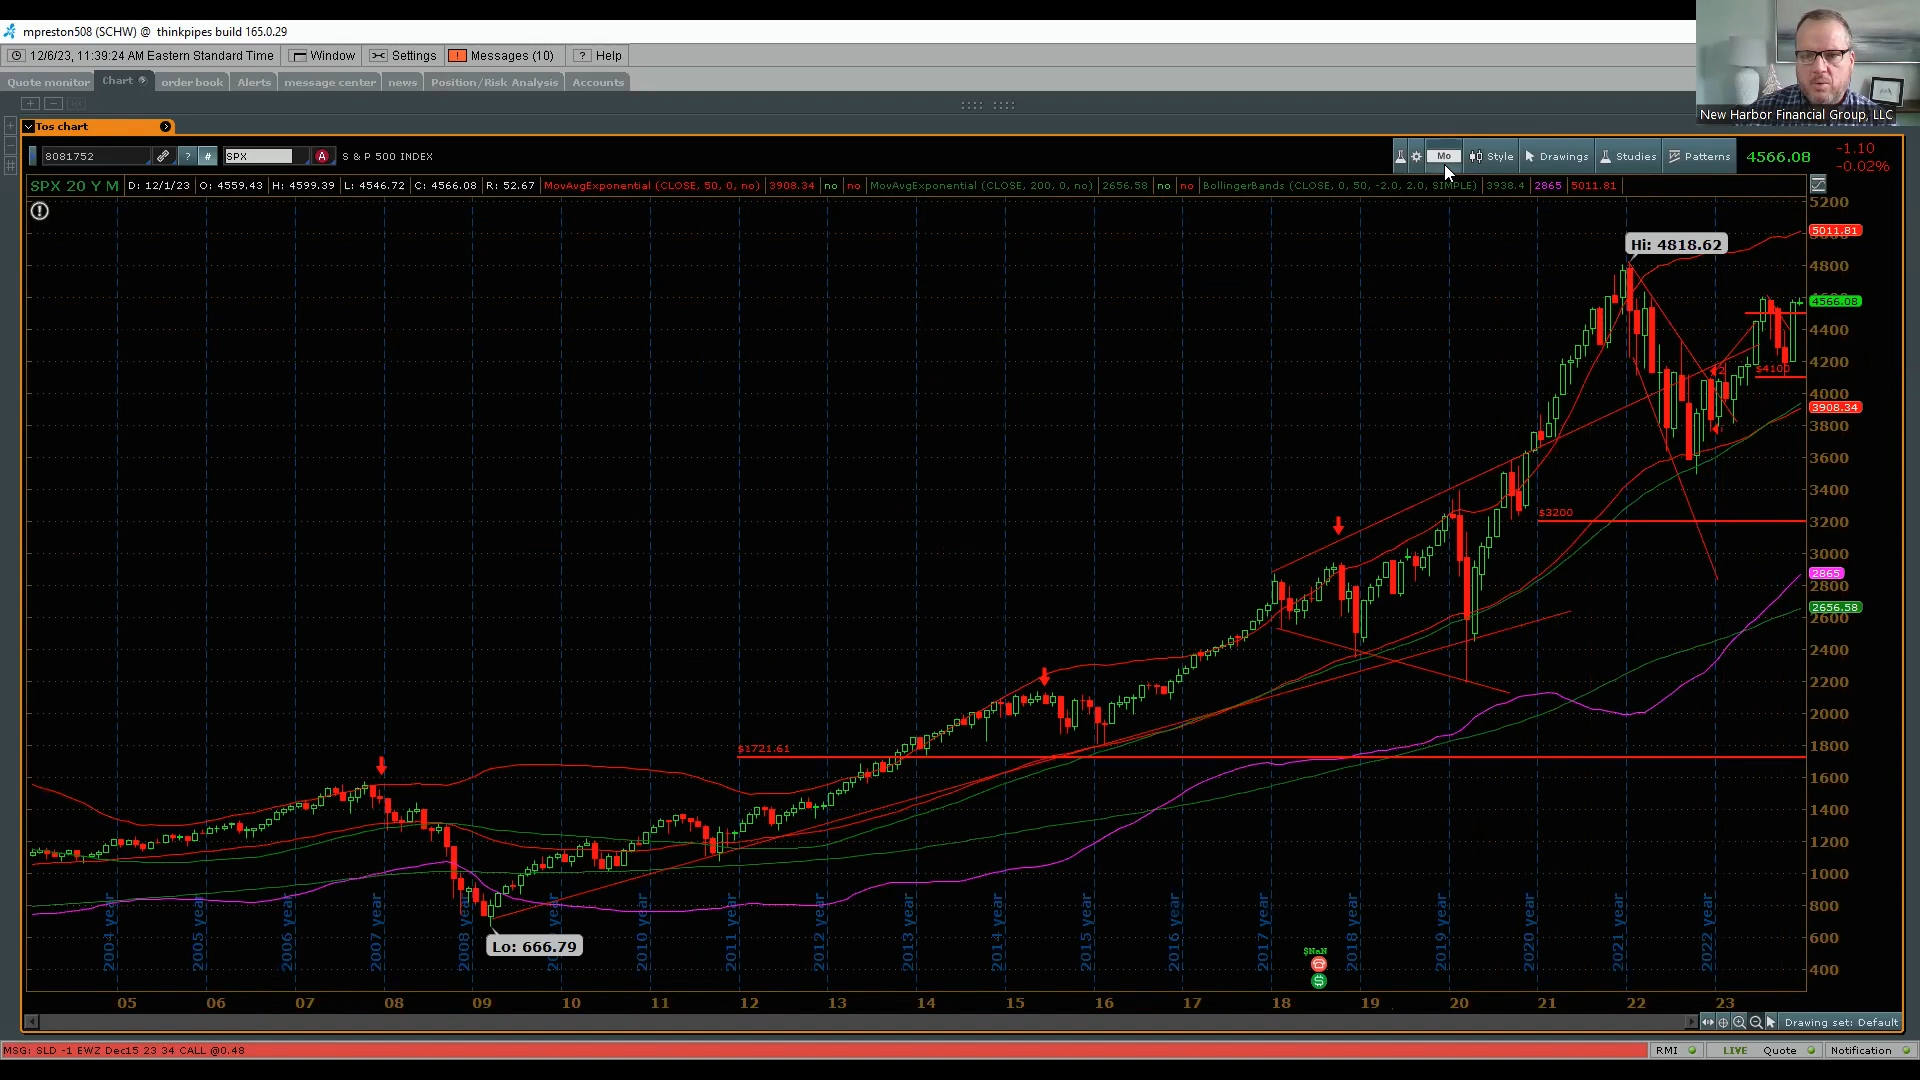 mpreston508 (SCHW) @ thinkpipes build 165.0.29
12/6/23, 11:39:24 AM Eastern Standard Time Window Settings ! Messages (10) ? Help
Quote monitor Chart order book Alerts message center news Position/Risk Analysis Accounts
New Harbor Financial Group, LLC
Tos chart
8081752 ? # SPX A S & P 500 INDEX Mo Style Drawings Studies Patterns 4566.08 -1.10 -0.02%
SPX 20 Y M D: 12/1/23 O: 4559.43 H: 4599.39 L: 4546.72 C: 4566.08 R: 52.67 MovAvgExponential (CLOSE, 50, 0, no) 3908.34 no no MovAvgExponential (CLOSE, 200, 0, no) 2656.58 no no BollingerBands (CLOSE, 0, 50, -2.0, 2.0, SIMPLE) 3938.4 2865 5011.81
5200
5011.81
Hi: 4818.62
4800
4566.08
4400
4200
$4100
4000
3908.34
3800
3600
3400
$3200
3200
3000
2865
2800
2656.58
2600
2400
2200
2000
$1721.61
1800
1600
1400
1200
1000
800
Lo: 666.79
600
400
2004 year 2005 year 2006 year 2007 year 2008 year 2010 year 2011 year 2012 year 2013 year 2014 year 2015 year 2016 year 2017 year 2018 year 2019 year 2020 year 2021 year 2022 year
$NaN
$
05 06 07 08 09 10 11 12 13 14 15 16 17 18 19 20 21 22 23
Drawing set: Default
MSG: SLD -1 EWZ Dec15 23 34 CALL @0.48 RMI LIVE Quote Notification